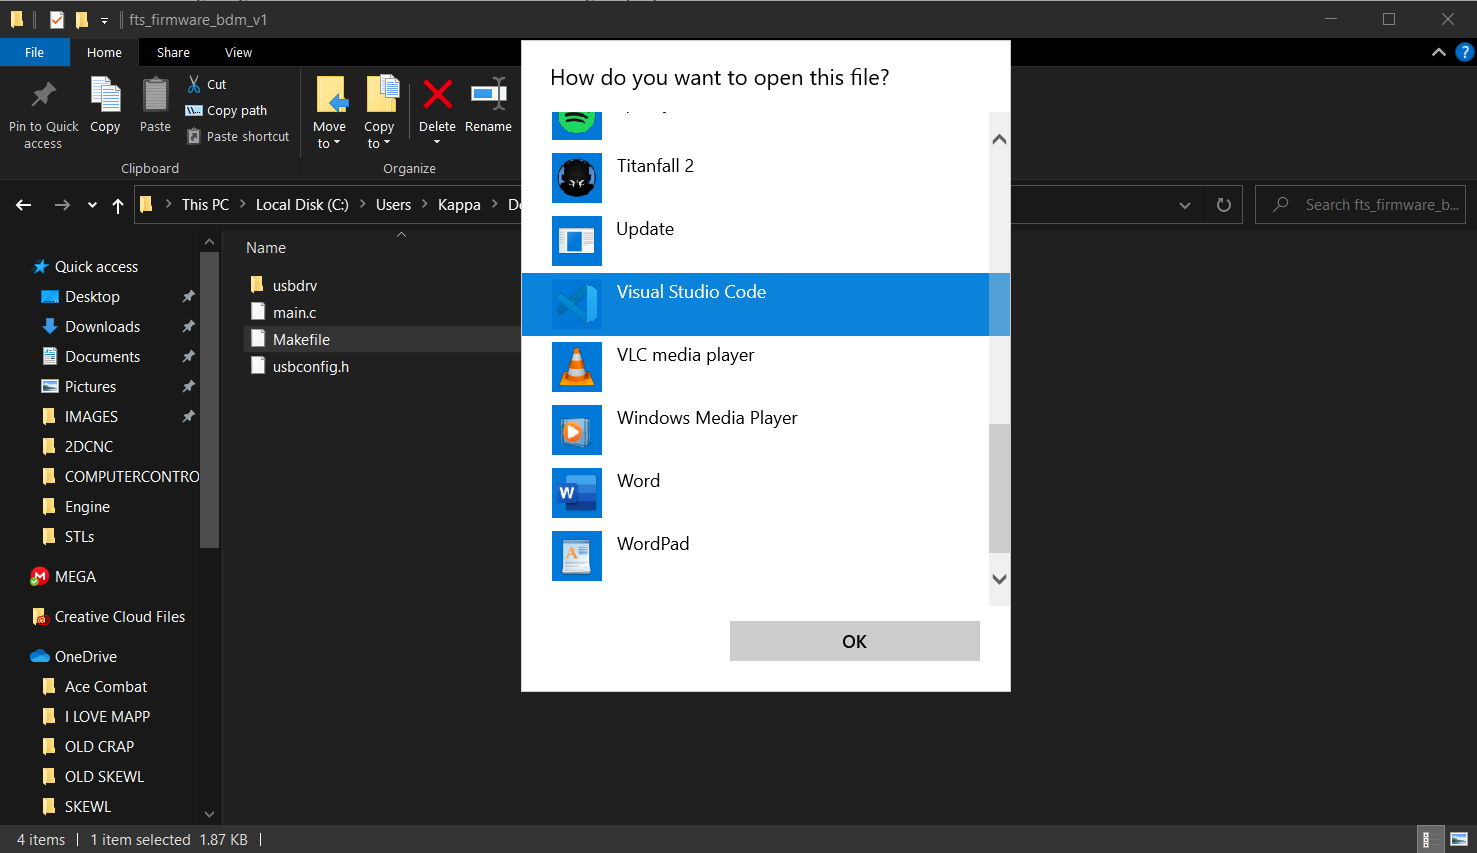 fts_firmware_bdm_v1
File Home Share View
Pin to Quick access
Copy
Paste
Cut
Copy path
Paste shortcut
Clipboard
Move to
Copy to
Delete
Rename
Organize
This PC
Local Disk (C:)
Users
Kappa
Search fts_firmware_b...
Quick access
Desktop
Downloads
Documents
Pictures
IMAGES
2DCNC
COMPUTERCONTRO
Engine
STLs
MEGA
Creative Cloud Files
OneDrive
Ace Combat
I LOVE MAPP
OLD CRAP
OLD SKEWL
SKEWL
Name
usbdrv
main.c
Makefile
usbconfig.h
How do you want to open this file?
Titanfall 2
Update
Visual Studio Code
VLC media player
Windows Media Player
Word
WordPad
OK
4 items
1 item selected 1.87 KB